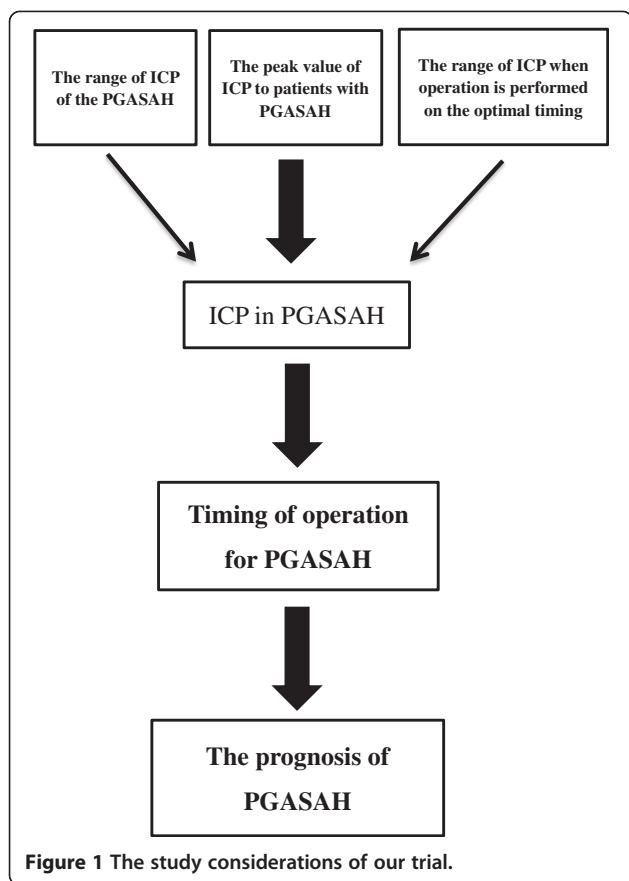 The range of ICP
of the PGASAH
The peak value of
ICP to patients with
PGASAH
The range of ICP when
operation is performed
on the optimal timing
ICP in PGASAH
Timing of operation
for PGASAH
The prognosis of
PGASAH
Figure 1 The study considerations of our trial.